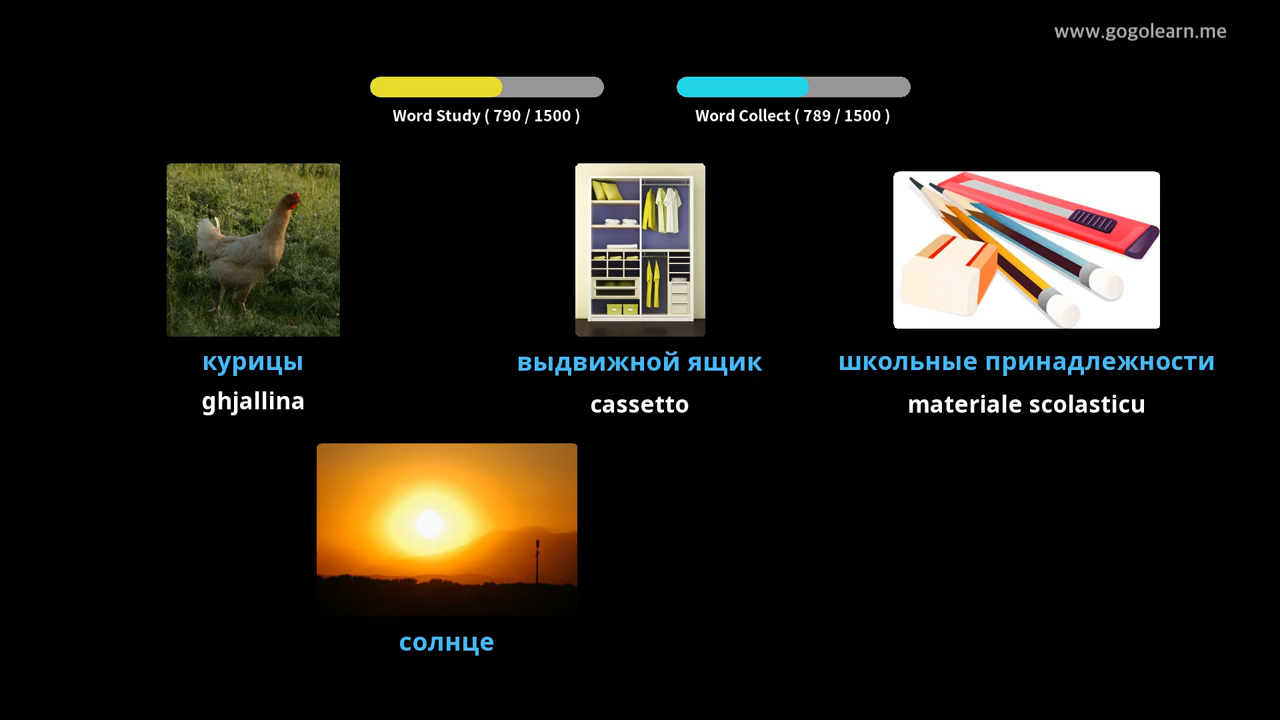 www.gogolearn.me
Word Study ( 790 / 1500 )
Word Collect ( 789 / 1500 )
курицы
выдвижной ящик
школьные принадлежности
ghjallina
cassetto
materiale scolasticu
солнце